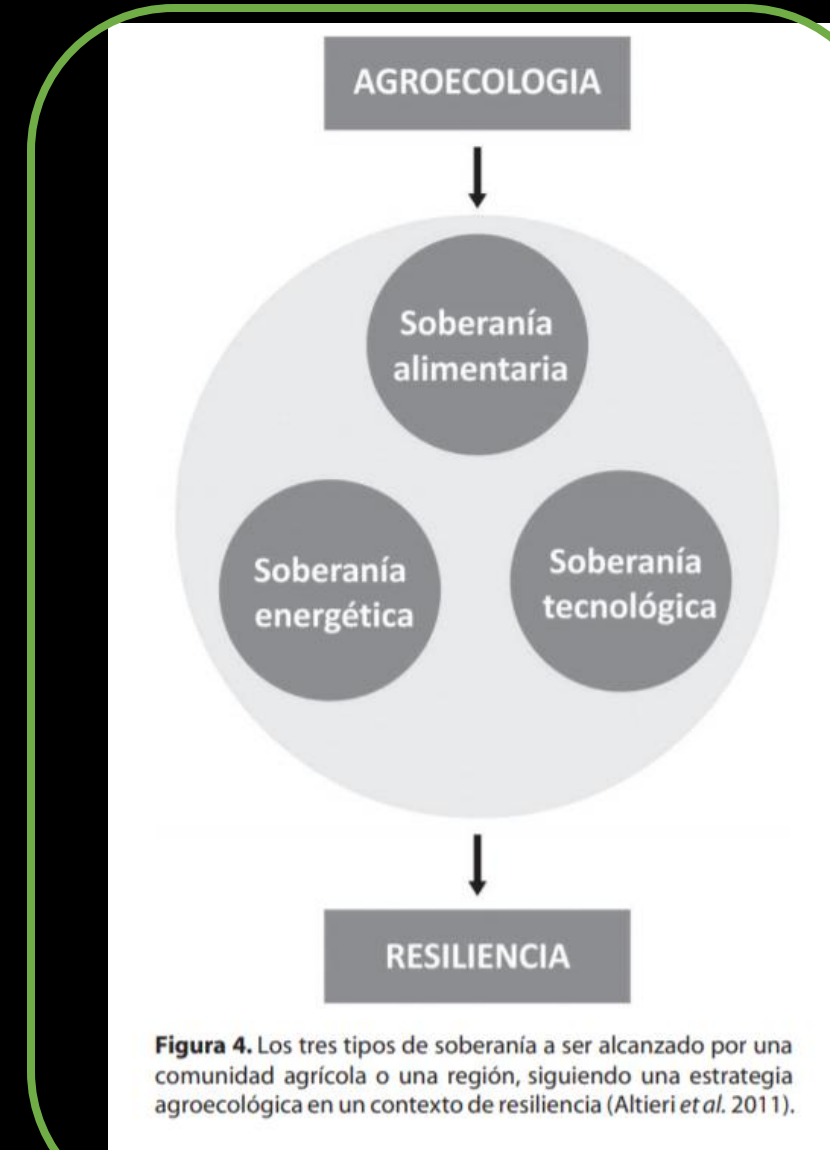 AGROECOLOGIA
Soberanía
alimentaria
Soberanía
energética
Soberanía
tecnológica
RESILIENCIA
Figura 4. Los tres tipos de soberanía a ser alcanzado por una
comunidad agrícola o una región, siguiendo una estrategia
agroecológica en un contexto de resiliencia (Altieri et al. 2011).